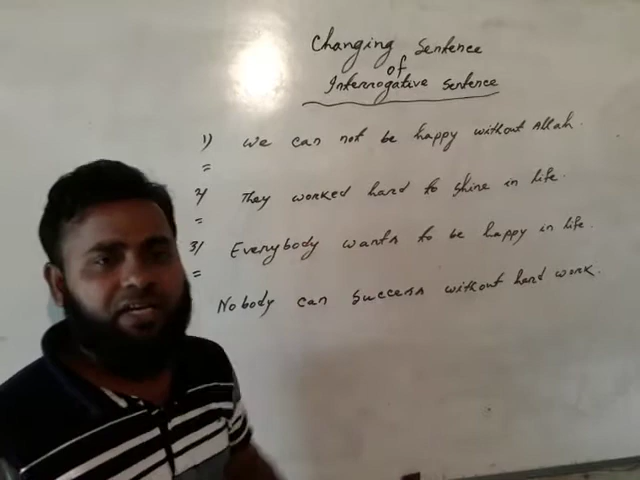 Changing Sentence
of
Interrogative Sentence
1) We can not be happy without Allah.
=
2) They worked hard to shine in life.
=
3) Everybody wants to be happy in life.
=
Nobody can success without hard work.